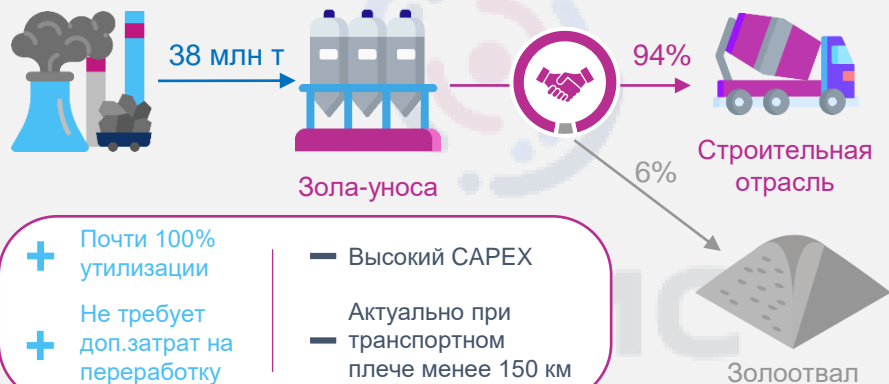 38 млн т
94%
Зола-уноса
Строительная
отрасль
6%
Почти 100%
утилизации
Не требует
доп.затрат на
переработку
Высокий CAPEX
Актуально при
транспортном
плече менее 150 км
Золоотвал